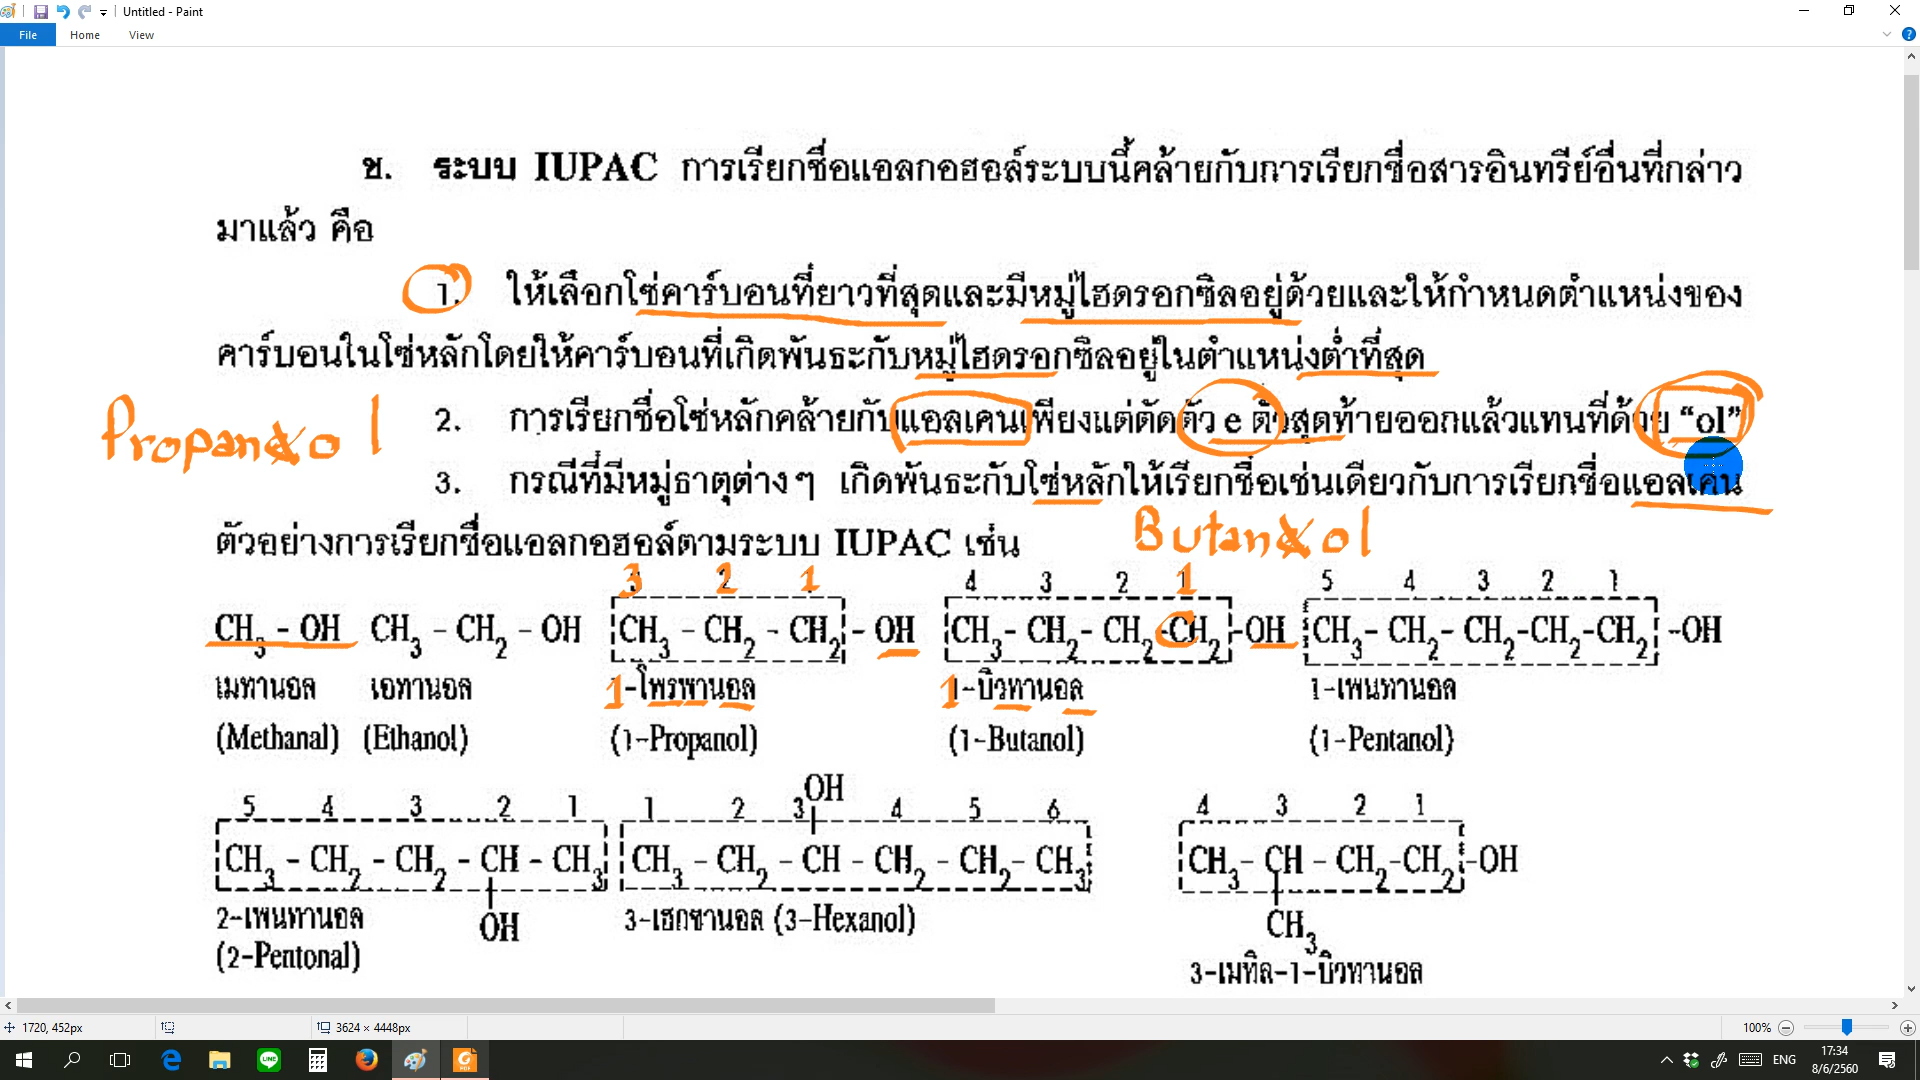 Untitled - Paint
File Home View
ข. ระบบ IUPAC การเรียกชื่อแอลกอฮอล์ระบบนี้คล้ายกับการเรียกชื่อสารอินทรีย์อื่นที่กล่าว
มาแล้ว คือ
1. ให้เลือกโซ่คาร์บอนที่ยาวที่สุดและมีหมู่ไฮดรอกซิลอยู่ด้วยและให้กำหนดตำแหน่งของ
คาร์บอนในโซ่หลักโดยให้คาร์บอนที่เกิดพันธะกับหมู่ไฮดรอกซิลอยู่ในตำแหน่งต่ำที่สุด
2. การเรียกชื่อโซ่หลักคล้ายกับแอลเคนเพียงแต่ตัดตัว e ตัวสุดท้ายออกแล้วแทนที่ด้วย “ol”
Propane ol
3. กรณีที่มีหมู่ธาตุต่างๆ เกิดพันธะกับโซ่หลักให้เรียกชื่อเช่นเดียวกับการเรียกชื่อแอลเคน
ตัวอย่างการเรียกชื่อแอลกอฮอล์ตามระบบ IUPAC เช่น
Butane ol
3 2 1 4 3 2 1 5 4 3 2 1
CH3 - OH CH3 - CH2 - OH CH3 - CH2 - CH2 - OH CH3- CH2 - CH2 -CH2 -OH CH3- CH2- CH2-CH2-CH2 -OH
เมทานอล เอทานอล 1-โพรพานอล 1-บิวทานอล 1-เพนทานอล
(Methanal) (Ethanol) (1-Propanol) (1-Butanol) (1-Pentanol)
OH
5 4 3 2 1 1 2 3 4 5 6 4 3 2 1
CH3 - CH2 - CH2 - CH - CH3 CH3 - CH2 - CH - CH2 - CH2- CH3 CH3- CH - CH2-CH2-OH
2-เพนทานอล OH 3-เฮกซานอล (3-Hexanol) CH3
(2-Pentonal)
3-เมทิล-1-บิวทานอล
1720, 452px 3624 × 4448px 100%
LINE
ENG 17:34
8/6/2560